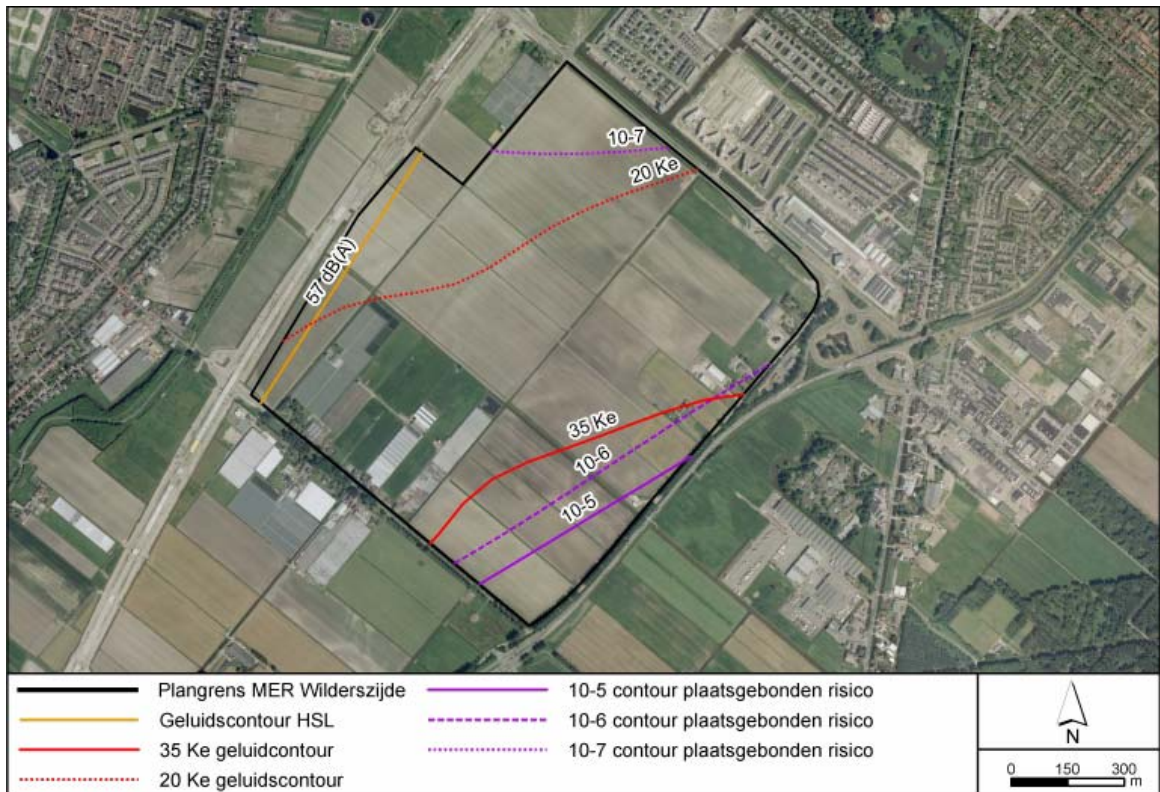 10-7
20 Ke
57 dB(A)
35 Ke
10-6
10-5
Plangrens MER Wilderszijde
Geluidscontour HSL
35 Ke geluidcontour
20 Ke geluidscontour
10-5 contour plaatsgebonden risico
10-6 contour plaatsgebonden risico
10-7 contour plaatsgebonden risico
N
0 150 300
m